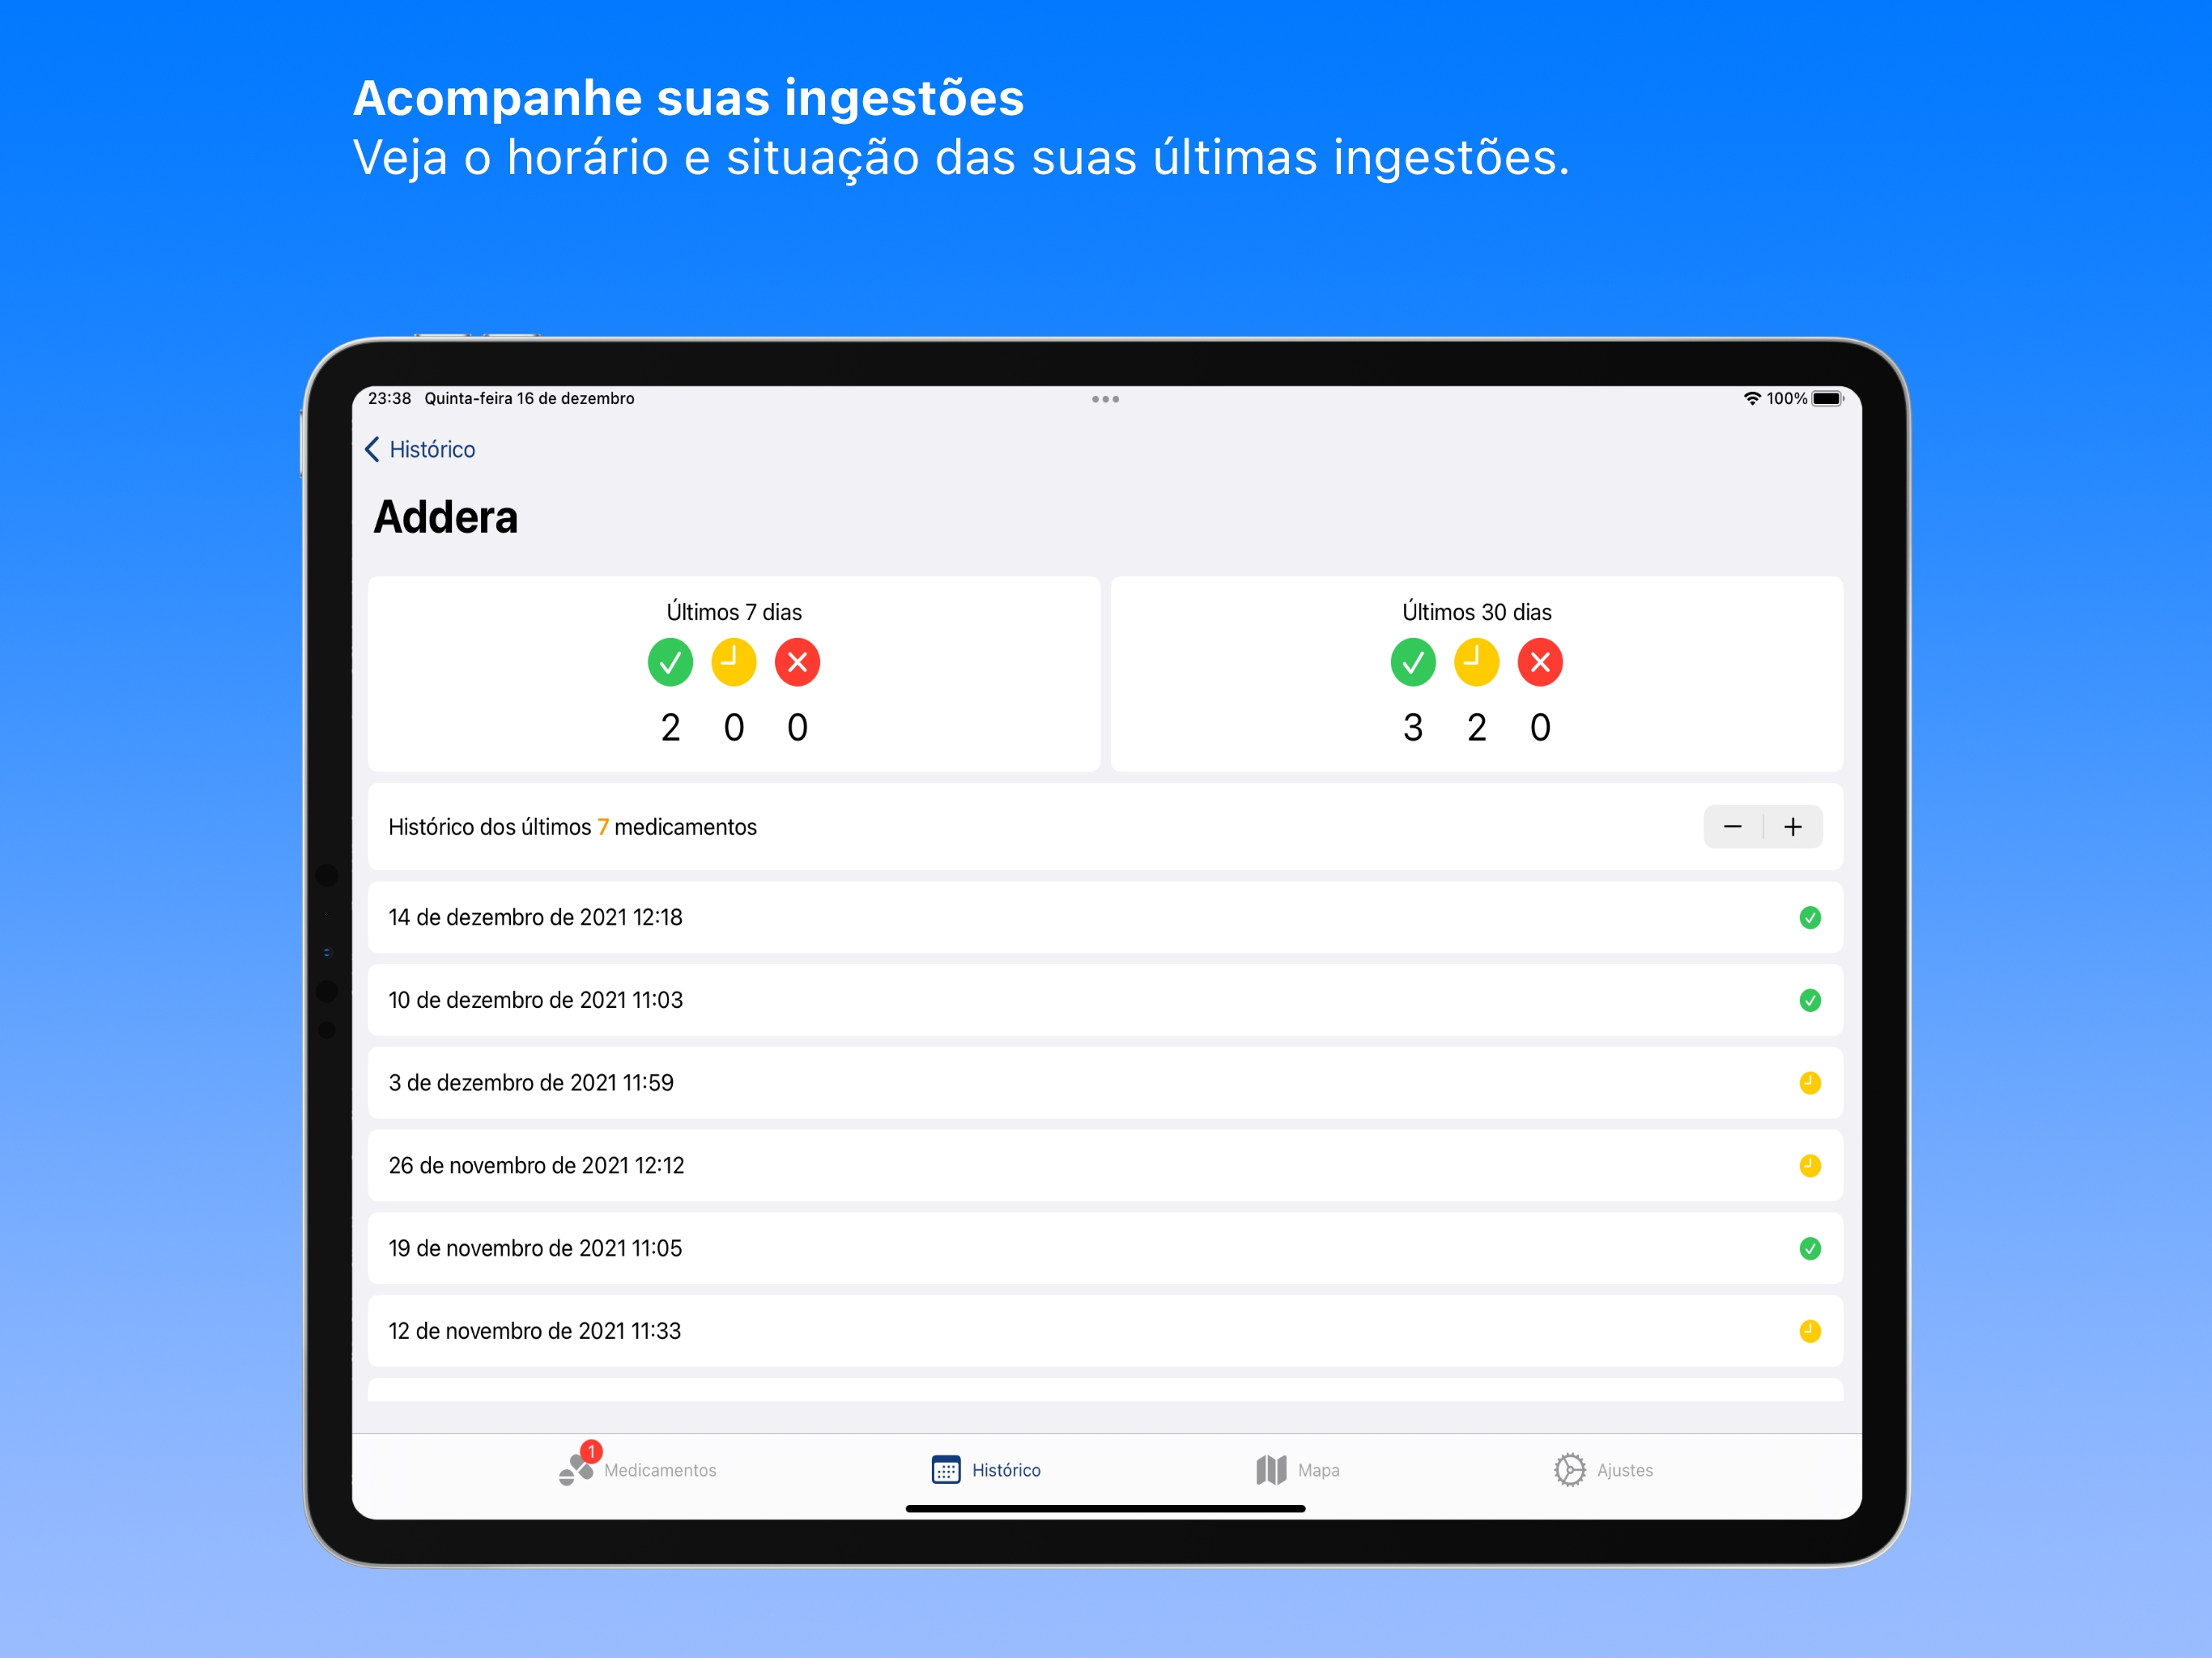 Acompanhe suas ingestões
Veja o horário e situação das suas últimas ingestões.
23:38 Quinta-feira 16 de dezembro
100%
Histórico
Addera
Últimos 7 dias
2 0 0
Últimos 30 dias
3 2 0
Histórico dos últimos 7 medicamentos
14 de dezembro de 2021 12:18
10 de dezembro de 2021 11:03
3 de dezembro de 2021 11:59
26 de novembro de 2021 12:12
19 de novembro de 2021 11:05
12 de novembro de 2021 11:33
1
Medicamentos
Histórico
Mapa
Ajustes